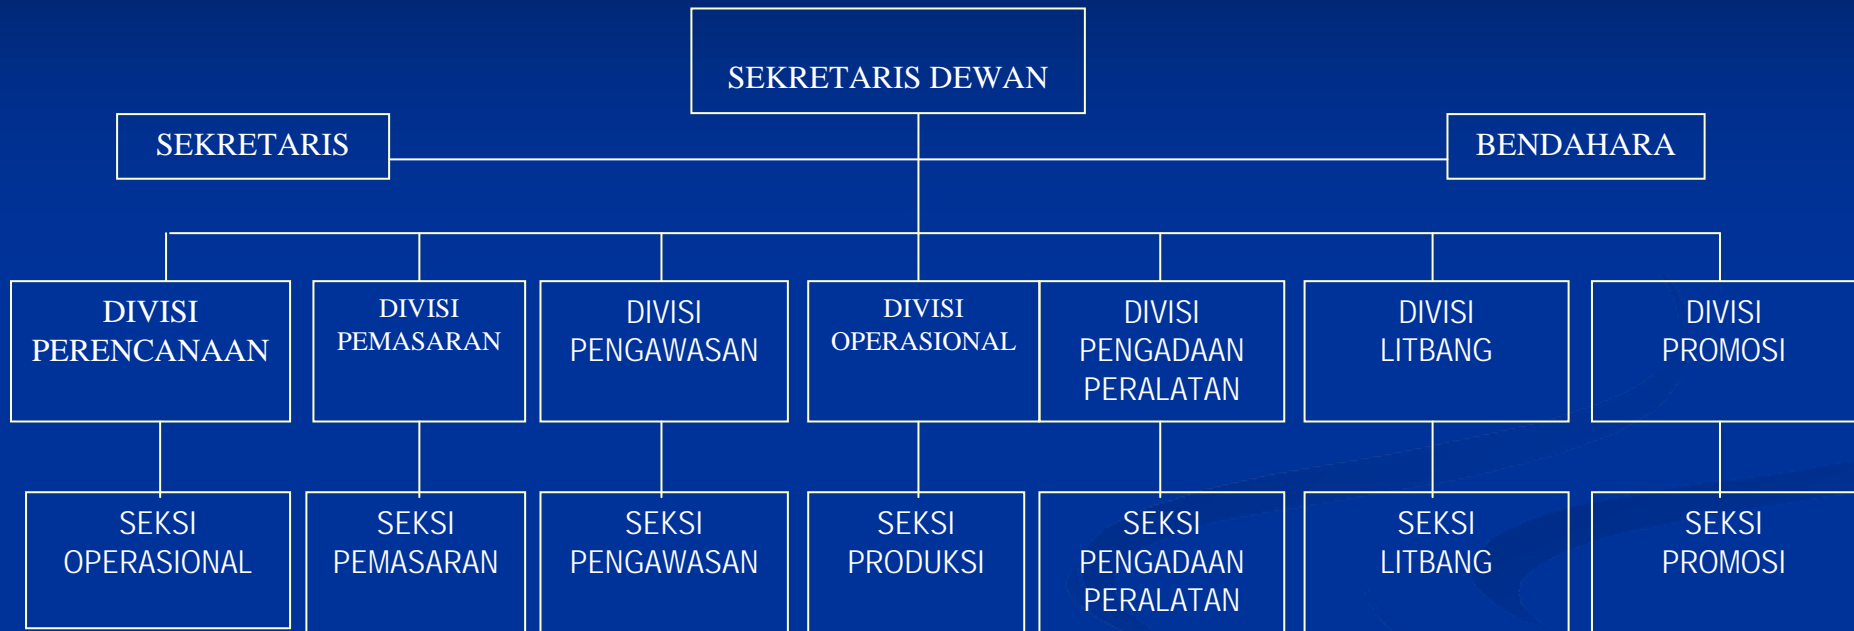 SEKRETARIS DEWAN
SEKRETARIS
BENDAHARA
DIVISI
PERENCANAAN
DIVISI
PEMASARAN
DIVISI
PENGAWASAN
DIVISI
OPERASIONAL
DIVISI
PENGADAAN
PERALATAN
DIVISI
LITBANG
DIVISI
PROMOSI
SEKSI
OPERASIONAL
SEKSI
PEMASARAN
SEKSI
PENGAWASAN
SEKSI
PRODUKSI
SEKSI
PENGADAAN
PERALATAN
SEKSI
LITBANG
SEKSI
PROMOSI